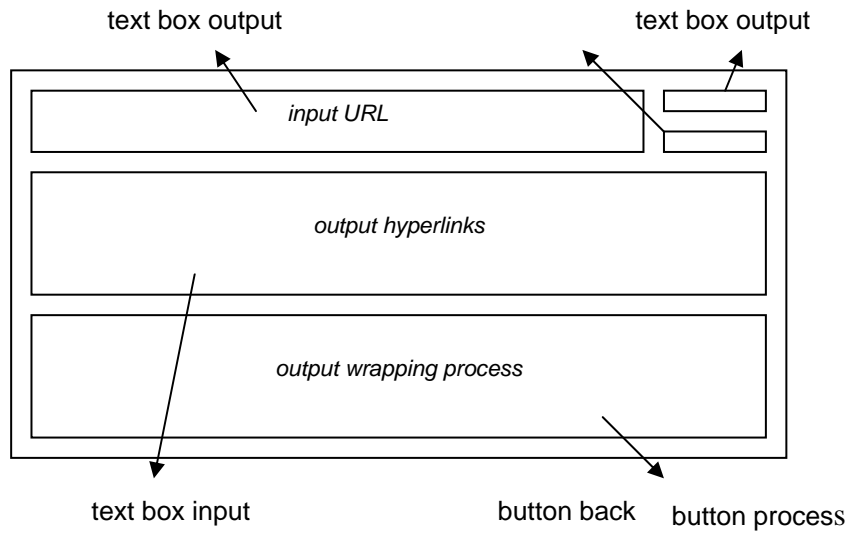 text box output
text box output
input URL
output hyperlinks
output wrapping process
text box input
button back
button process